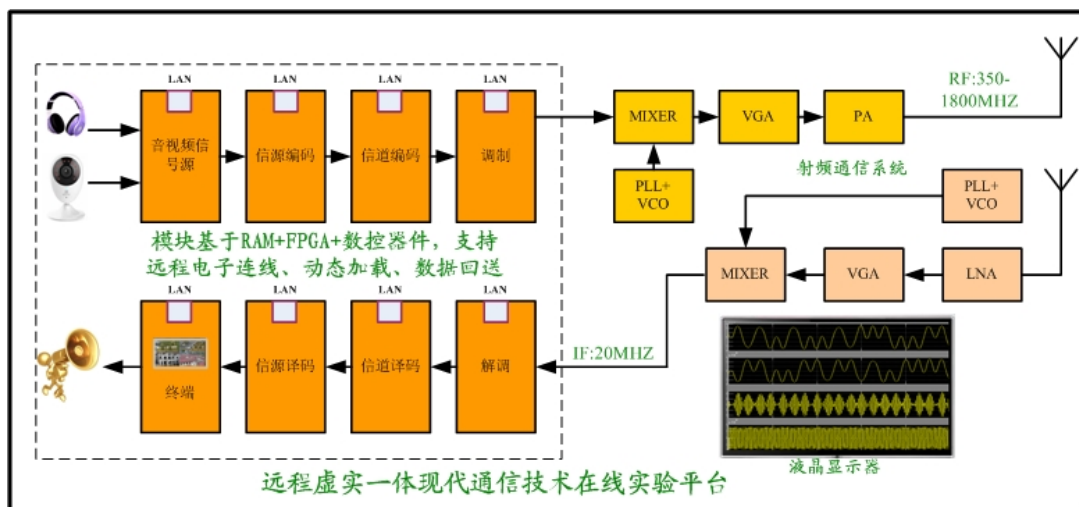 LAN
LAN
LAN
LAN
音视频信
号源
信源编码
信道编码
调制
MIXER
VGA
PA
RF:350-
1800MHZ
PLL+
VCO
射频通信系统
PLL+
VCO
模块基于RAM+FPGA+数控器件，支持
远程电子连线、动态加载、数据回送
MIXER
VGA
LNA
LAN
LAN
LAN
LAN
终端
信源译码
信道译码
解调
IF:20MHZ
液晶显示器
远程虚实一体现代通信技术在线实验平台